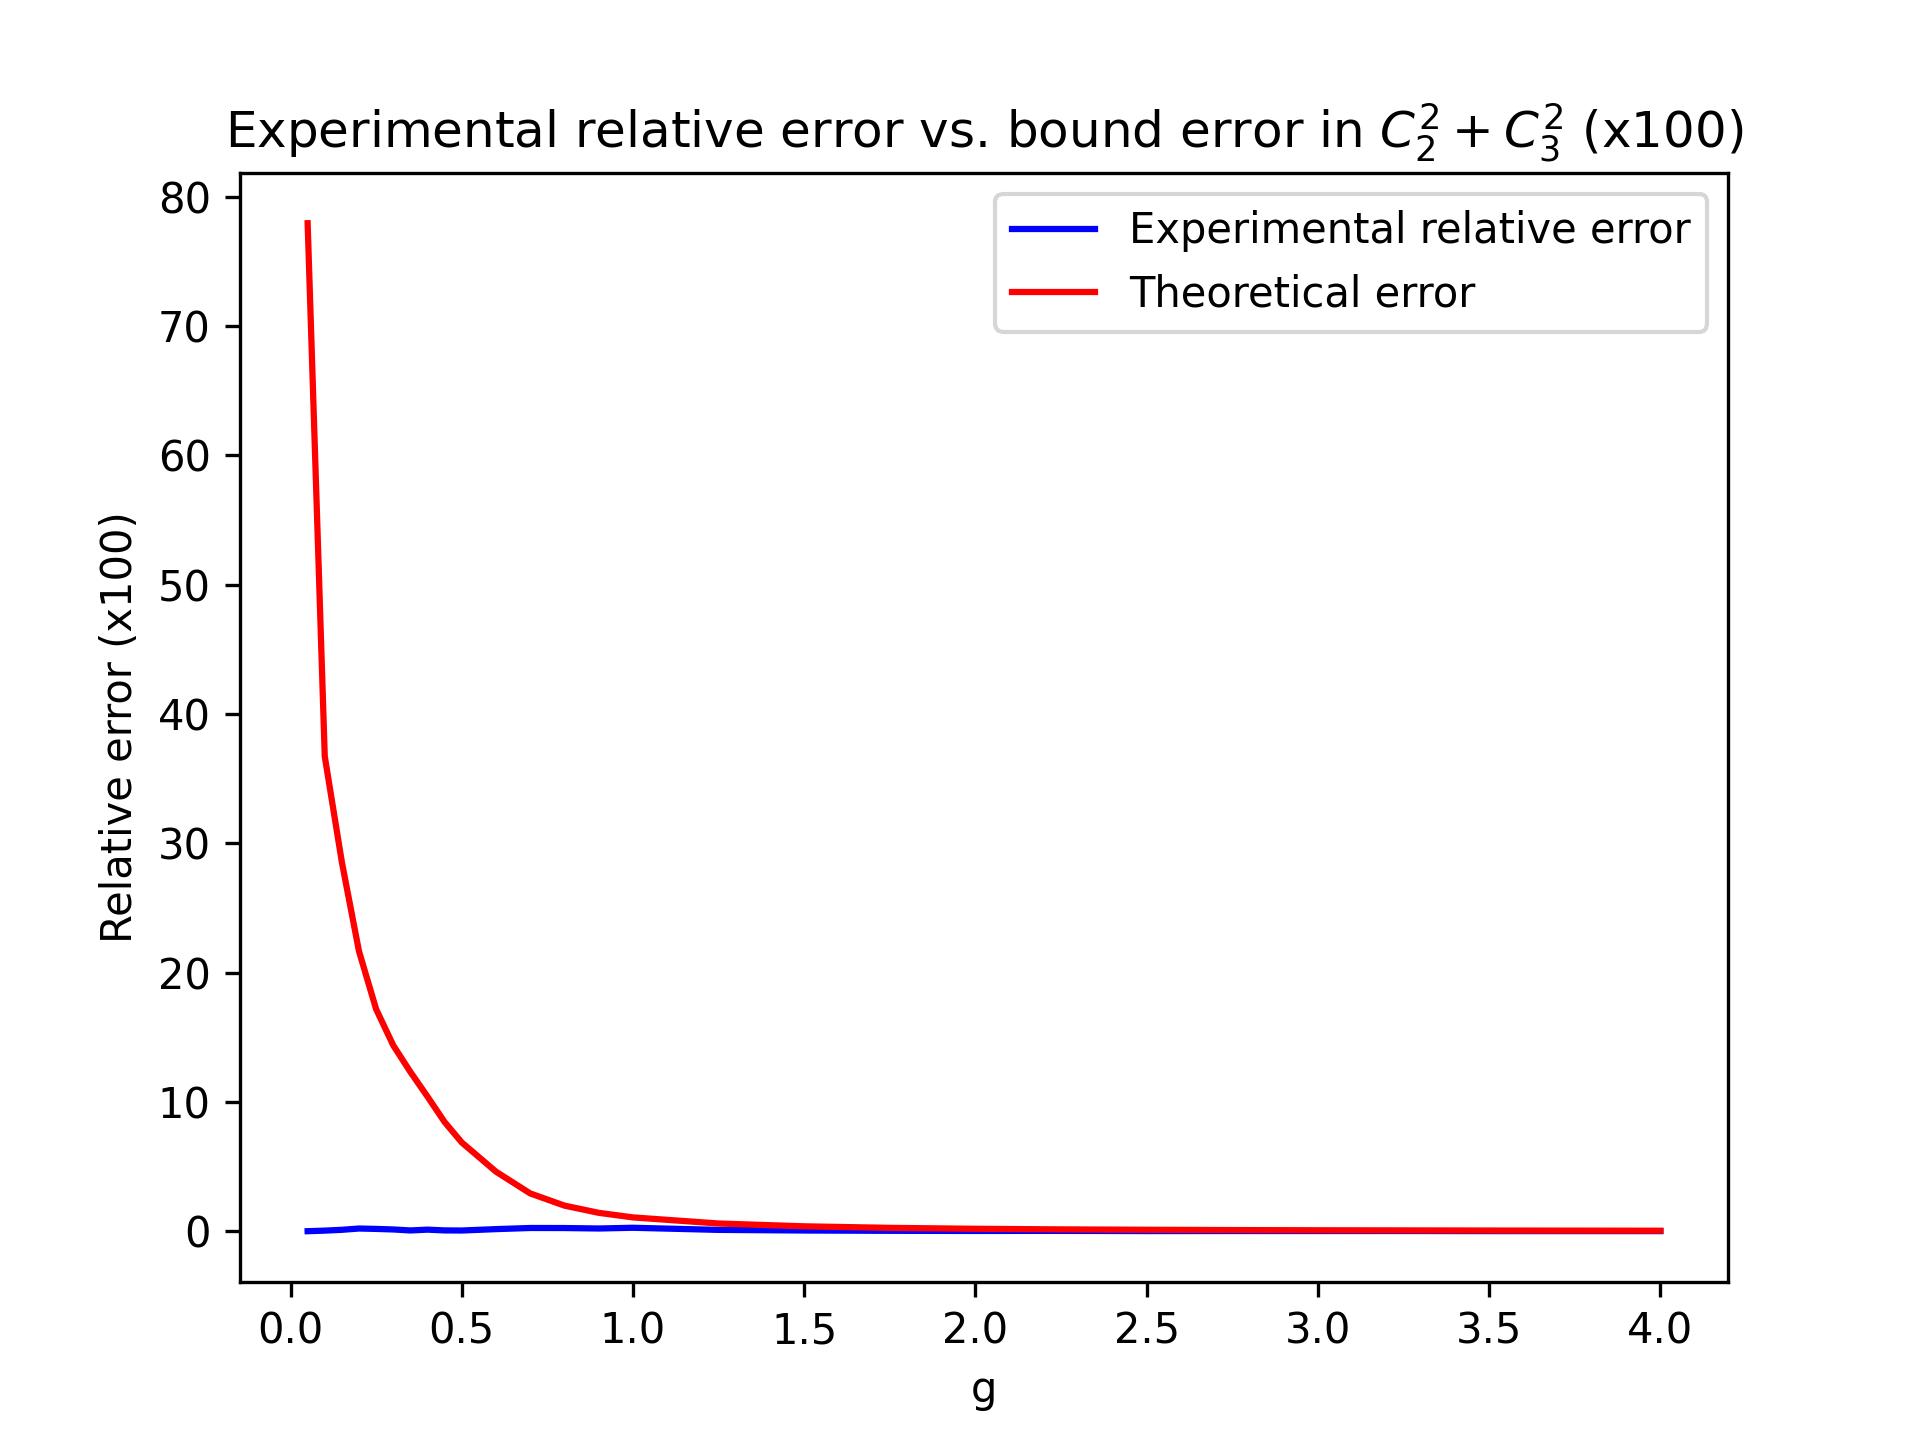 Experimental relative error vs. bound error in $C_2^2 + C_3^2$ (x100)
Experimental relative error
Theoretical error
Relative error (x100)
80
70
60
50
40
30
20
10
0
0.0 0.5 1.0 1.5 2.0 2.5 3.0 3.5 4.0
g